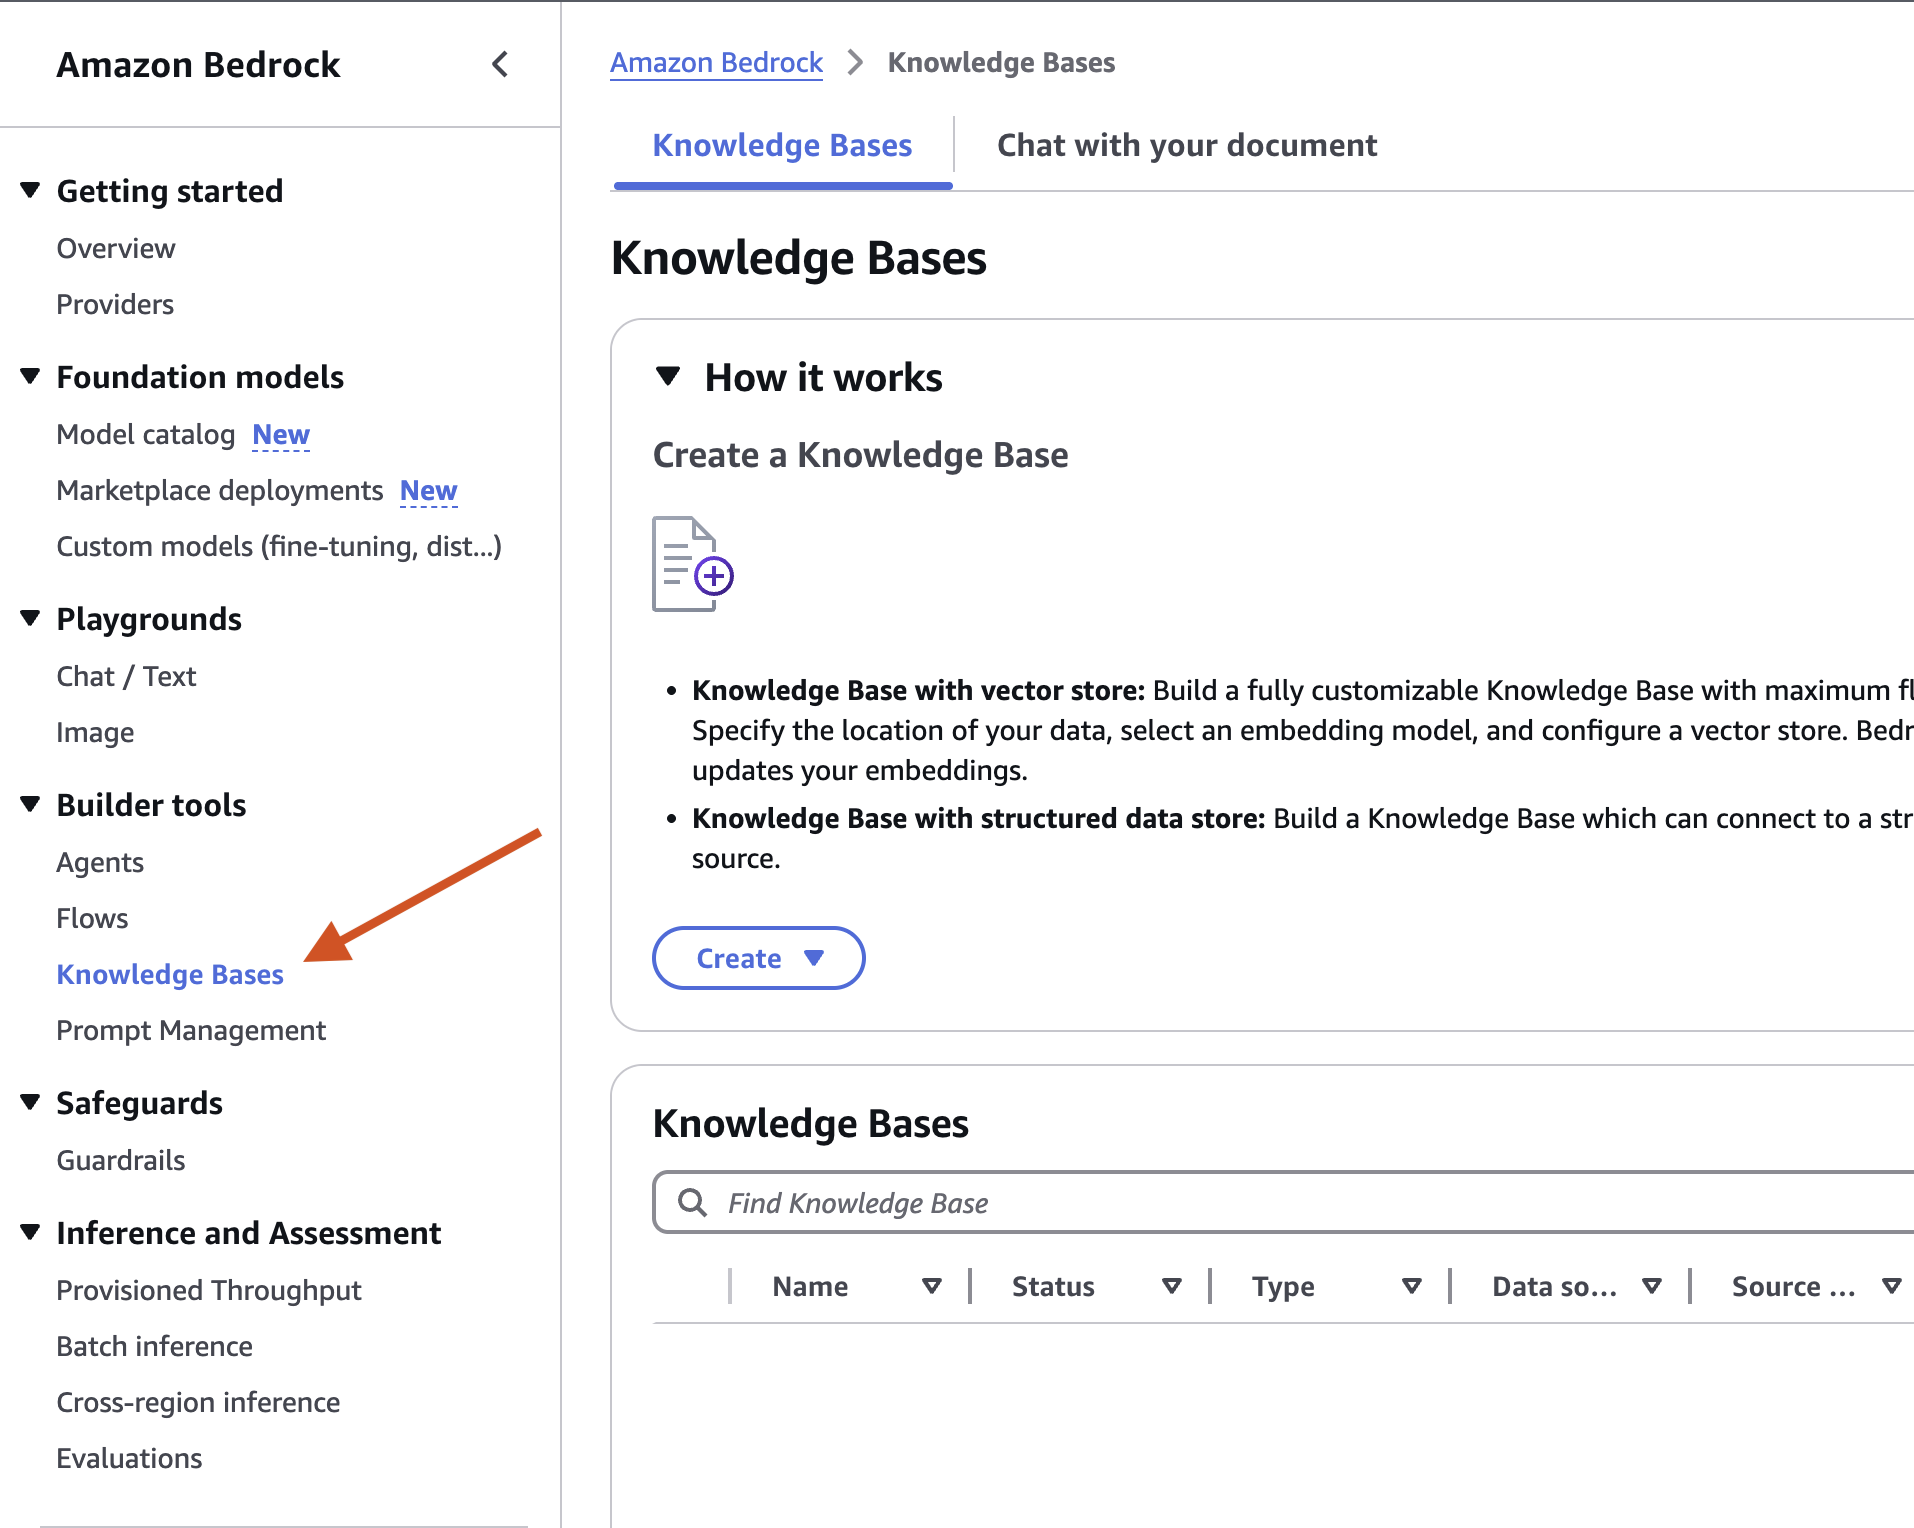 Amazon Bedrock
Getting started
Overview
Providers
Foundation models
Model catalog New
Marketplace deployments New
Custom models (fine-tuning, dist...)
Playgrounds
Chat / Text
Image
Builder tools
Agents
Flows
Knowledge Bases
Prompt Management
Safeguards
Guardrails
Inference and Assessment
Provisioned Throughput
Batch inference
Cross-region inference
Evaluations
Amazon Bedrock > Knowledge Bases
Knowledge Bases Chat with your document
Knowledge Bases
How it works
Create a Knowledge Base
• Knowledge Base with vector store: Build a fully customizable Knowledge Base with maximum
Specify the location of your data, select an embedding model, and configure a vector store.
updates your embeddings.
• Knowledge Base with structured data store: Build a Knowledge Base which can connect to a
source.
Create
Knowledge Bases
Find Knowledge Base
Name Status Type Data so... Source ...